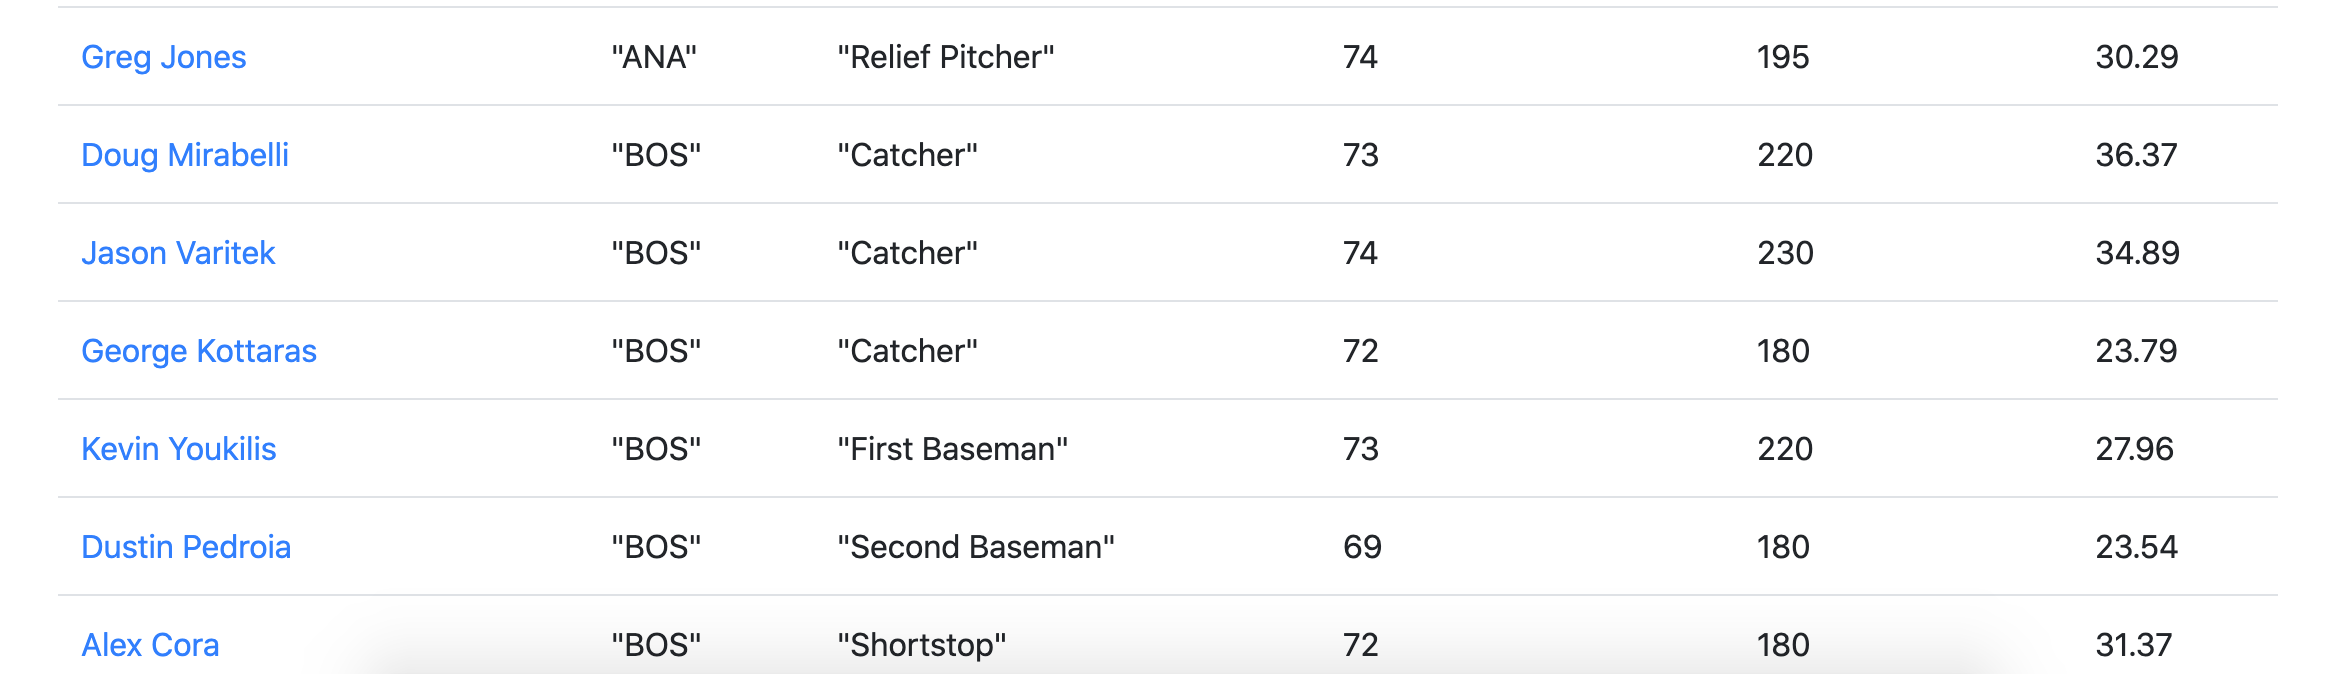 Greg Jones "ANA" "Relief Pitcher" 74 195 30.29
Doug Mirabelli "BOS" "Catcher" 73 220 36.37
Jason Varitek "BOS" "Catcher" 74 230 34.89
George Kottaras "BOS" "Catcher" 72 180 23.79
Kevin Youkilis "BOS" "First Baseman" 73 220 27.96
Dustin Pedroia "BOS" "Second Baseman" 69 180 23.54
Alex Cora "BOS" "Shortstop" 72 180 31.37